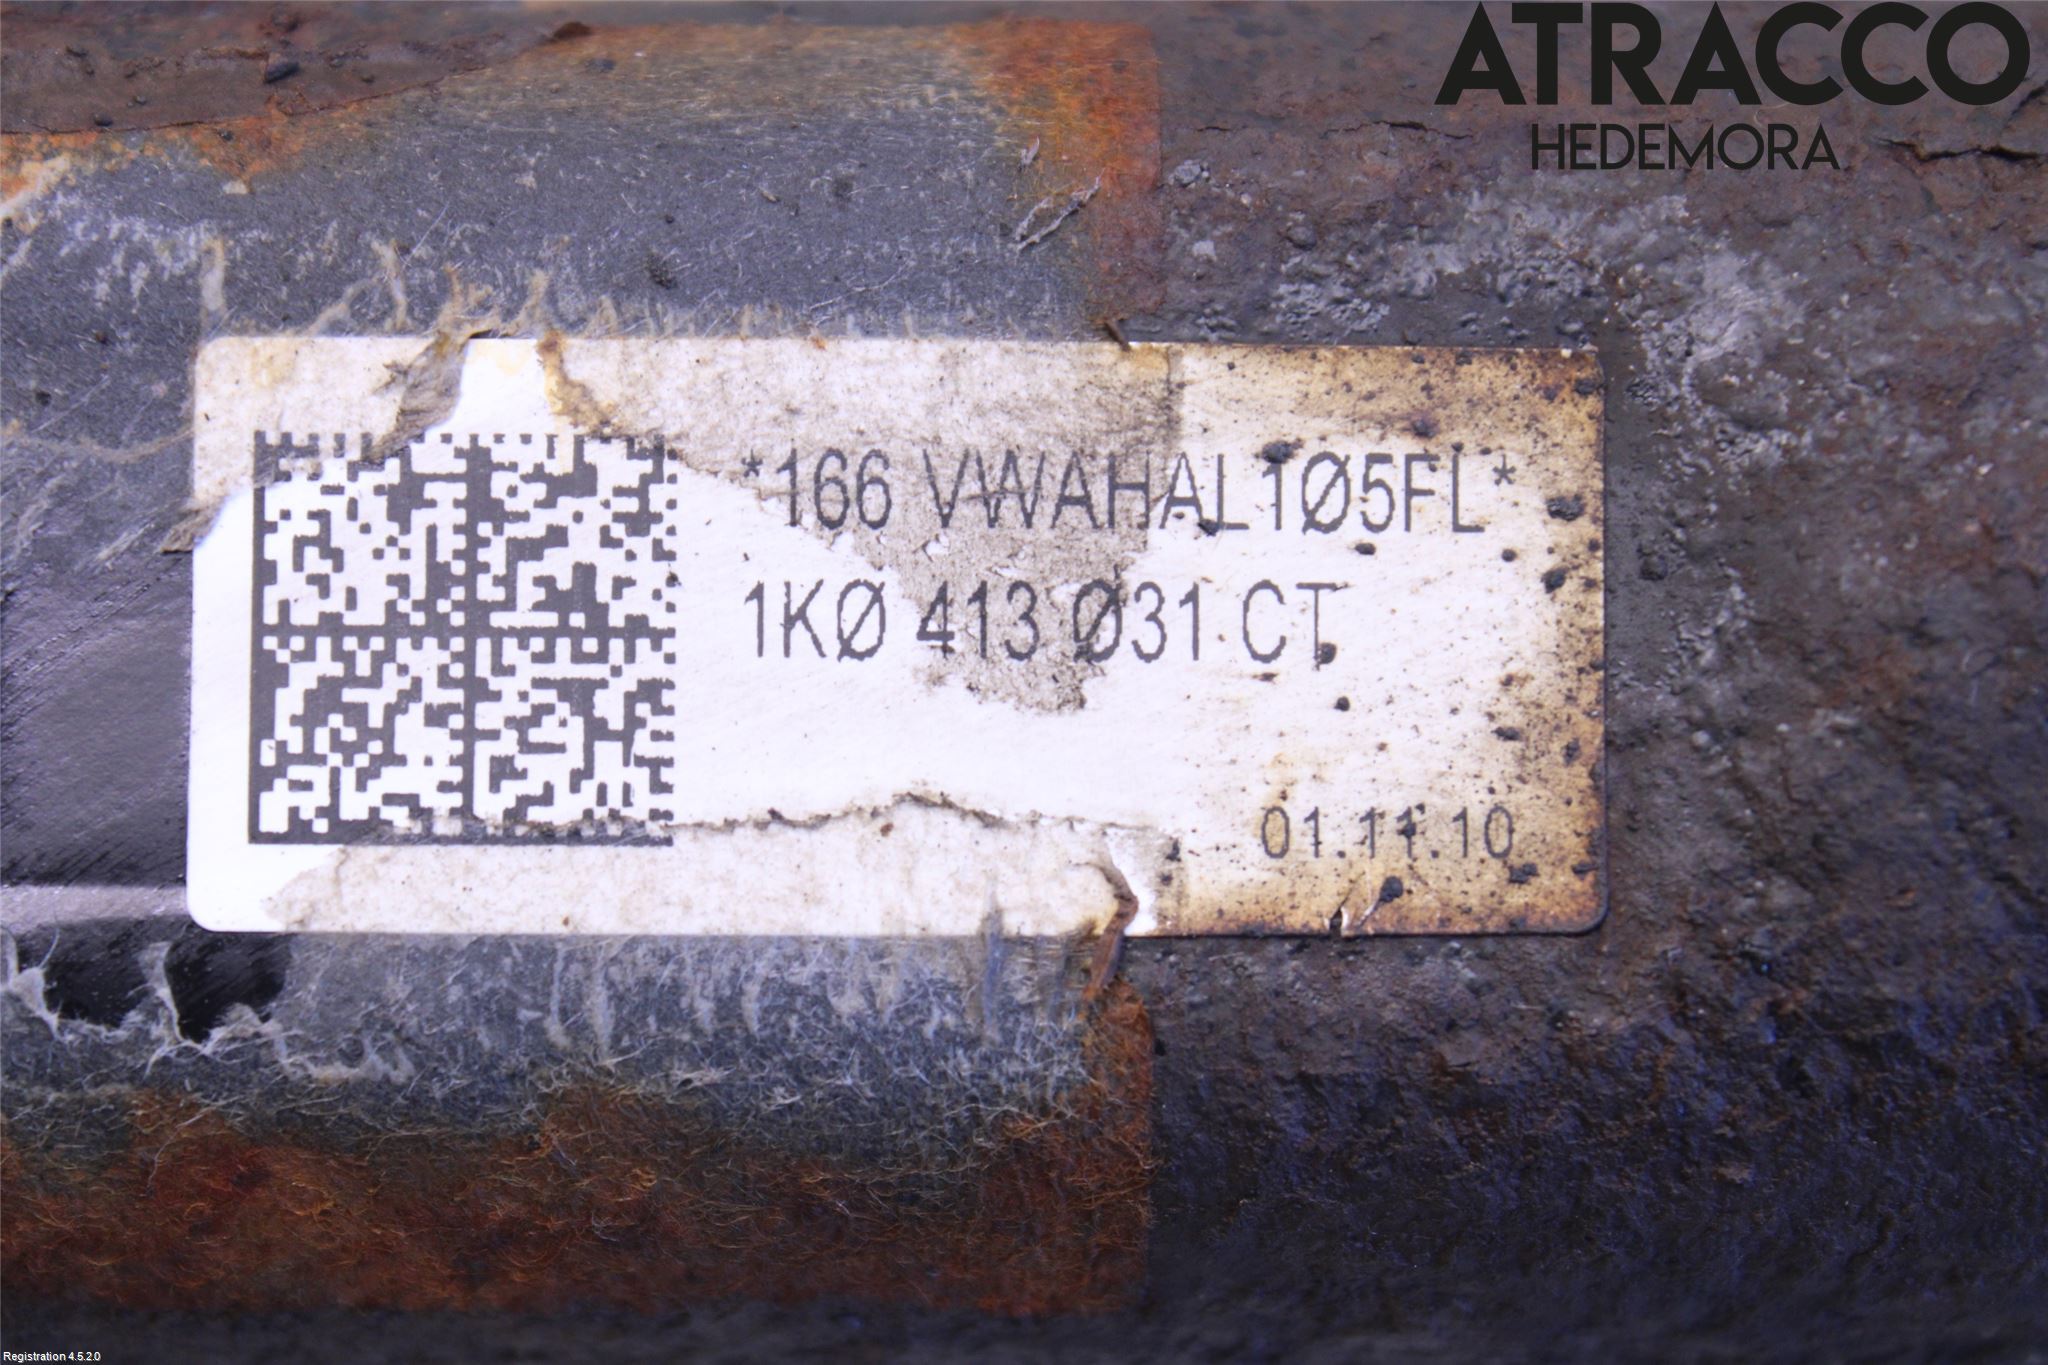 ATRACCO
HEDEMORA
*166 VWAHAL1Ø5FL*
1KØ 413 Ø31 CT
01.11.10
Registration 4.5.2.0